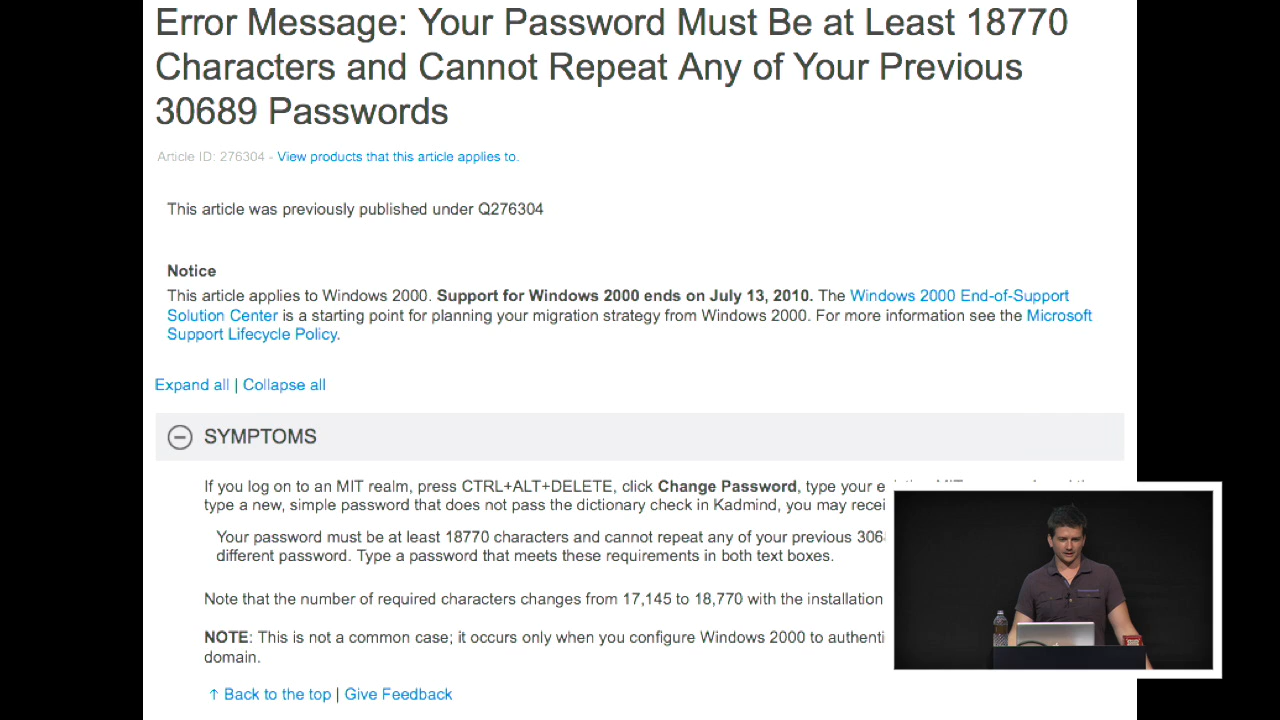 Error Message: Your Password Must Be at Least 18770
Characters and Cannot Repeat Any of Your Previous
30689 Passwords
Article ID: 276304 - View products that this article applies to.
This article was previously published under Q276304
Notice
This article applies to Windows 2000. Support for Windows 2000 ends on July 13, 2010. The Windows 2000 End-of-Support
Solution Center is a starting point for planning your migration strategy from Windows 2000. For more information see the Microsoft
Support Lifecycle Policy.
Expand all | Collapse all
SYMPTOMS
If you log on to an MIT realm, press CTRL+ALT+DELETE, click Change Password, type your
type a new, simple password that does not pass the dictionary check in Kadmind, you may
Your password must be at least 18770 characters and cannot repeat any of your previous
different password. Type a password that meets these requirements in both text boxes.
Note that the number of required characters changes from 17,145 to 18,770 with the installation
NOTE: This is not a common case; it occurs only when you configure Windows 2000 to
domain.
↑ Back to the top | Give Feedback